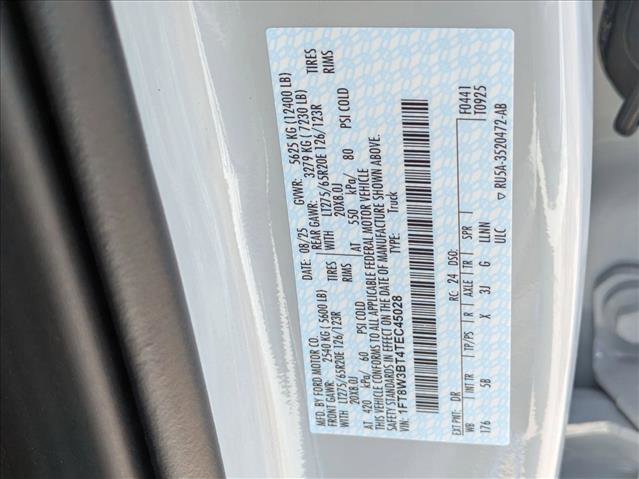 MFD. BY FORD MOTOR CO.
DATE: 08/25 GVWR: 5625 KG (12400 LB)
FRONT GAWR: 2540 KG (5600 LB) REAR GAWR: 3279 KG (7230 LB)
LT275/65R20E 126/123R TIRES WITH LT275/65R20E 126/123R TIRES
20X8.0J RIMS 20X8.0J RIMS
AT 420 kPa/ 60 PSI COLD AT 550 kPa/ 80 PSI COLD
THIS VEHICLE CONFORMS TO ALL APPLICABLE FEDERAL MOTOR VEHICLE
SAFETY STANDARDS IN EFFECT ON THE DATE OF MANUFACTURE SHOWN ABOVE.
VIN: 1FT8W3BT4TEC45028 TYPE: Truck
F0441
T0925
EXT PNT: DR RC: 24 DSO:
WB INT TR TP/PS R AXLE TR SPR
176 5B X 3J G LLNN
ULC ▽ RU5A-3520472-AB